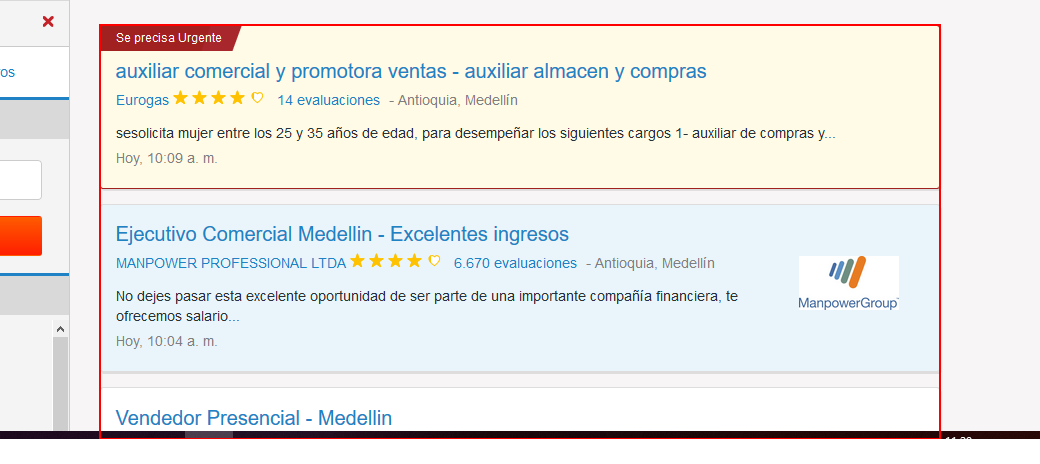 Se precisa Urgente
os
auxiliar comercial y promotora ventas - auxiliar almacen y compras
Eurogas 14 evaluaciones - Antioquia, Medellín
sesolicita mujer entre los 25 y 35 años de edad, para desempeñar los siguientes cargos 1- auxiliar de compras y...
Hoy, 10:09 a. m.
Ejecutivo Comercial Medellin - Excelentes ingresos
MANPOWER PROFESSIONAL LTDA 6.670 evaluaciones - Antioquia, Medellín
No dejes pasar esta excelente oportunidad de ser parte de una importante compañía financiera, te
ofrecemos salario...
ManpowerGroup
Hoy, 10:04 a. m.
Vendedor Presencial - Medellin